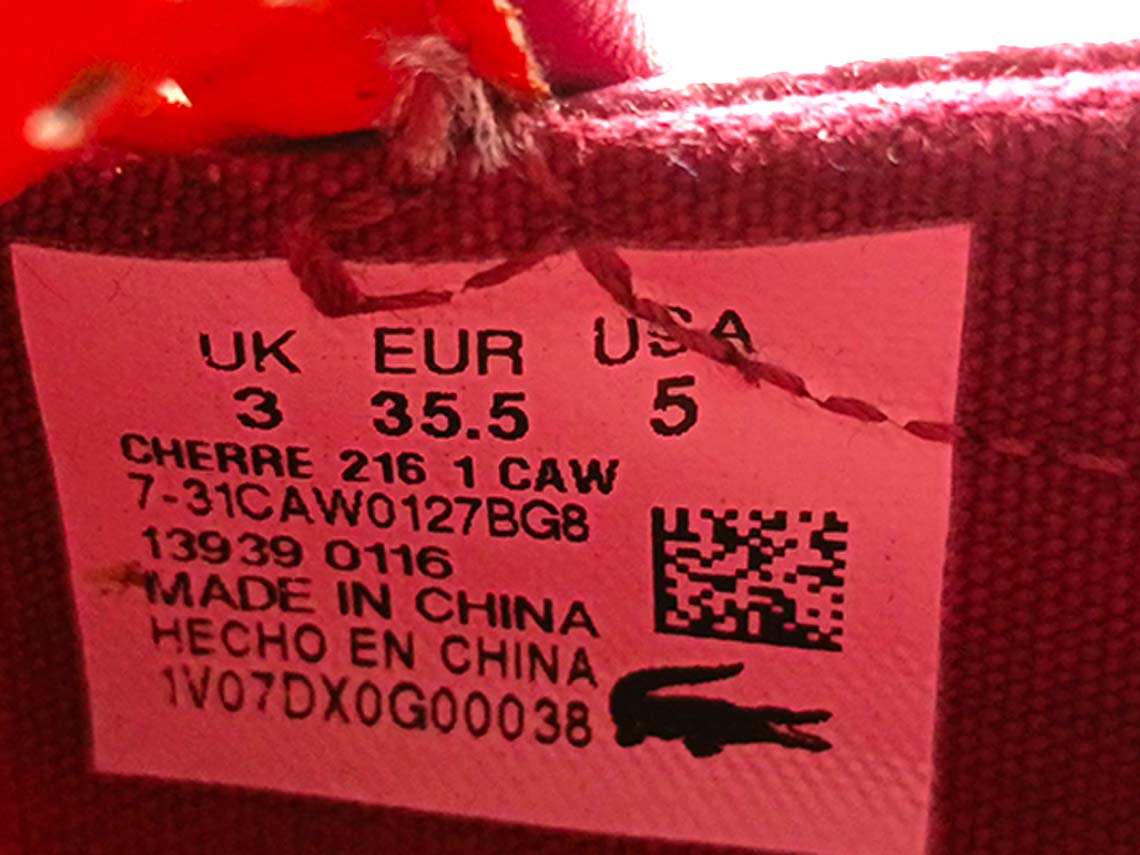 UK EUR USA
3 35.5 5
CHERRE 216 1 CAW
7-31CAW0127BG8
13939 0116
MADE IN CHINA
HECHO EN CHINA
1V07DX0G00038